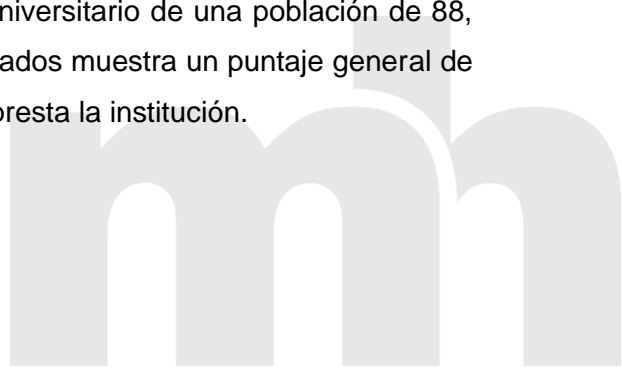 niversitario de una población de 88,
ados muestra un puntaje general de
presta la institución.